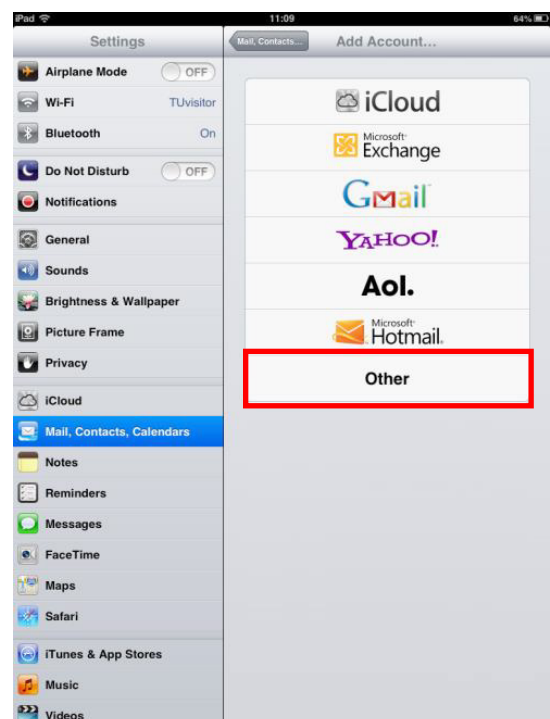 iPad 11:09 64%
Settings
Mail, Contacts... Add Account...
Airplane Mode OFF
Wi-Fi TUvisitor
Bluetooth On
Do Not Disturb OFF
Notifications
General
Sounds
Brightness & Wallpaper
Picture Frame
Privacy
iCloud
Mail, Contacts, Calendars
Notes
Reminders
Messages
FaceTime
Maps
Safari
iTunes & App Stores
Music
Videos
iCloud
Microsoft
Exchange
Gmail
YAHOO!
Aol.
Microsoft
Hotmail
Other